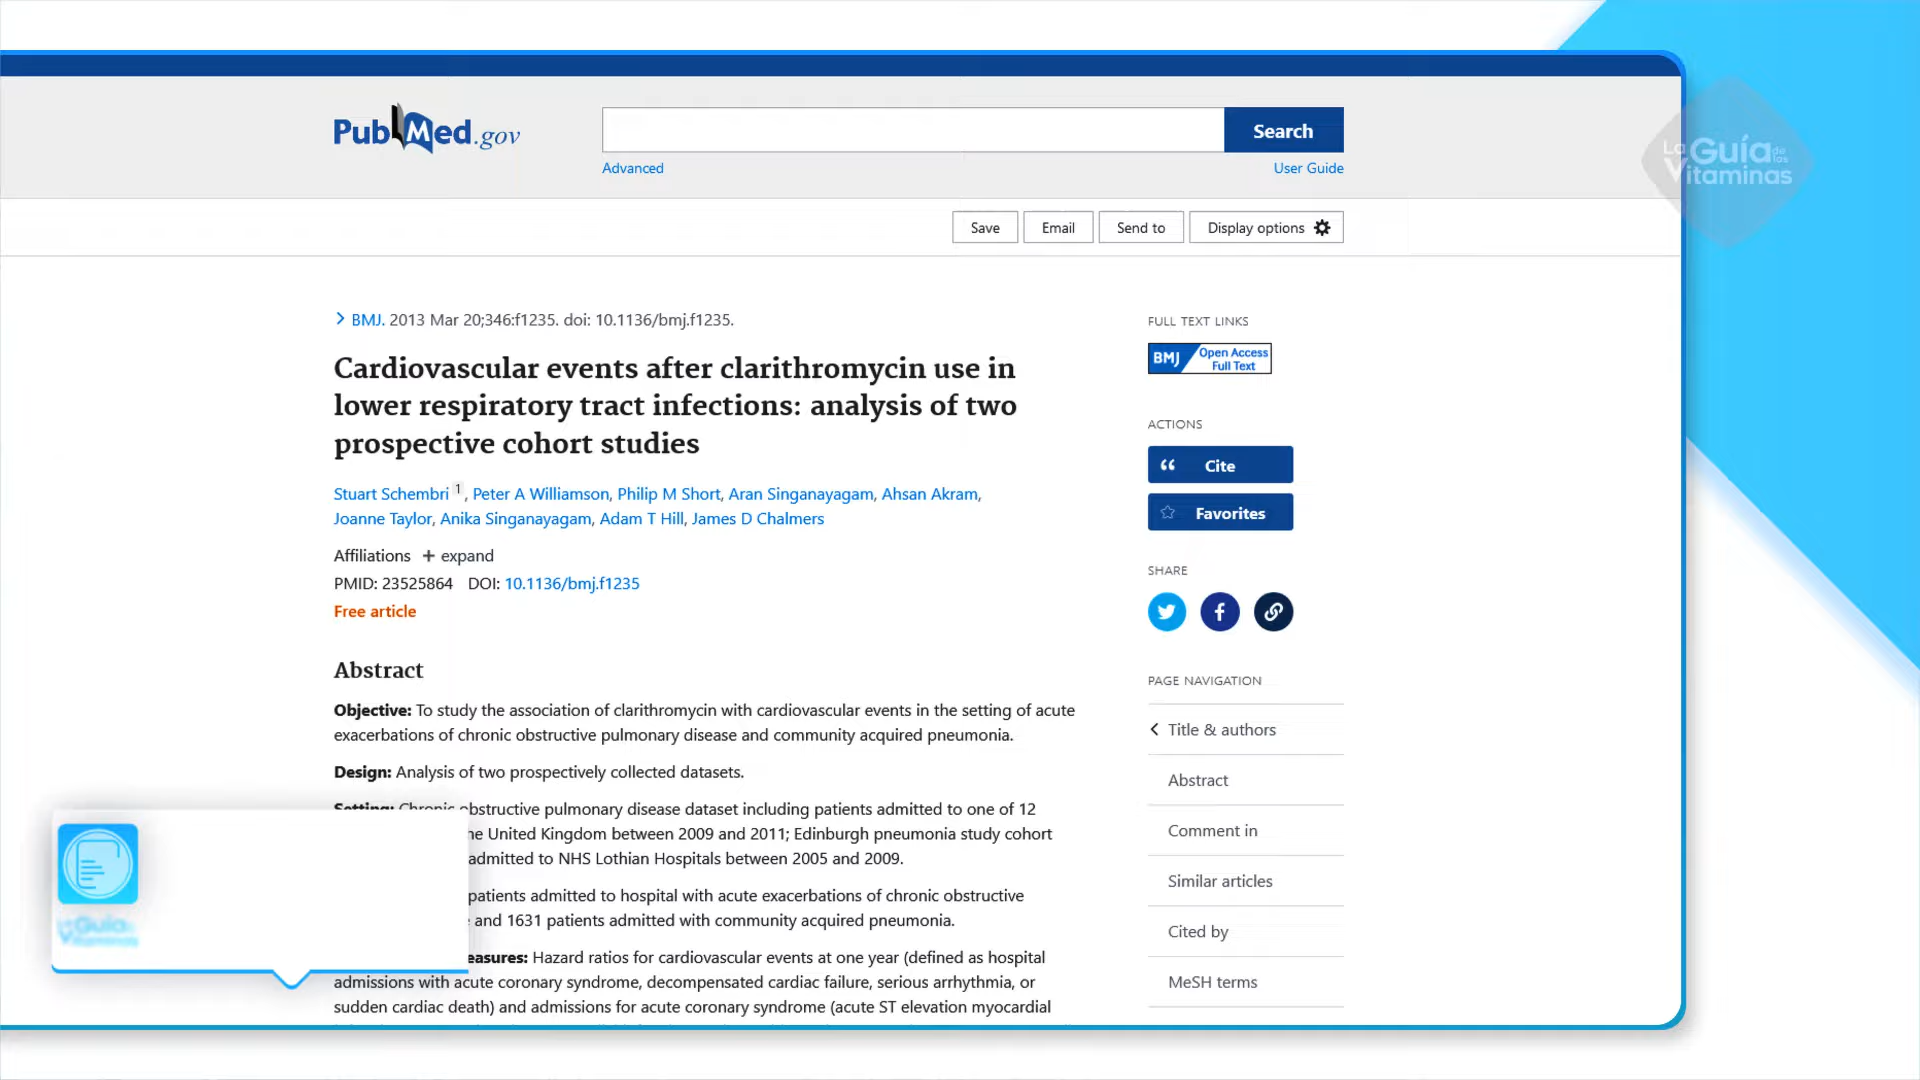 PubMed.gov
Search
Advanced
User Guide
La Guía de las
Vitaminas
Save
Email
Send to
Display options
BMJ. 2013 Mar 20;346:f1235. doi: 10.1136/bmj.f1235.
Cardiovascular events after clarithromycin use in
lower respiratory tract infections: analysis of two
prospective cohort studies
Stuart Schembri 1, Peter A Williamson, Philip M Short, Aran Singanayagam, Ahsan Akram,
Joanne Taylor, Anika Singanayagam, Adam T Hill, James D Chalmers
Affiliations + expand
PMID: 23525864 DOI: 10.1136/bmj.f1235
Free article
Abstract
Objective: To study the association of clarithromycin with cardiovascular events in the setting of acute
exacerbations of chronic obstructive pulmonary disease and community acquired pneumonia.
Design: Analysis of two prospectively collected datasets.
Setting: Chronic obstructive pulmonary disease dataset including patients admitted to one of 12
United Kingdom between 2009 and 2011; Edinburgh pneumonia study cohort
admitted to NHS Lothian Hospitals between 2005 and 2009.
patients admitted to hospital with acute exacerbations of chronic obstructive
and 1631 patients admitted with community acquired pneumonia.
easures: Hazard ratios for cardiovascular events at one year (defined as hospital
admissions with acute coronary syndrome, decompensated cardiac failure, serious arrhythmia, or
sudden cardiac death) and admissions for acute coronary syndrome (acute ST elevation myocardial
FULL TEXT LINKS
BMJ Open Access
Full Text
ACTIONS
Cite
Favorites
SHARE
PAGE NAVIGATION
Title & authors
Abstract
Comment in
Similar articles
Cited by
MeSH terms
La Guía
Vitaminas